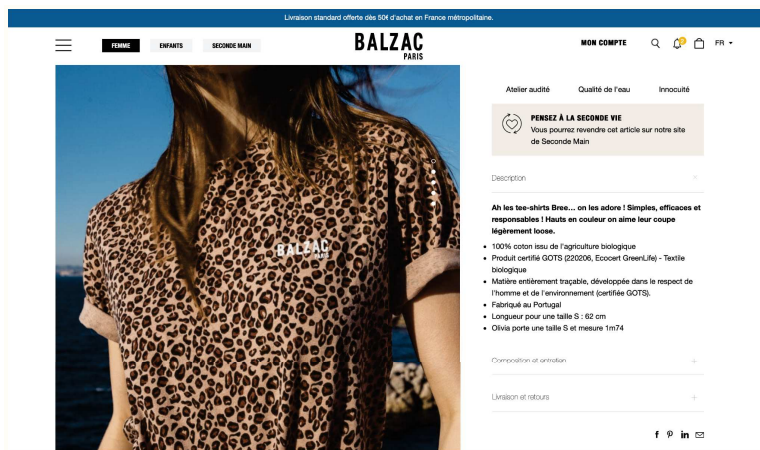 Livraison standard offerte dès 50€ d'achat en France métropolitaine.
FEMME
ENFANTS
SECONDE MAIN
BALZAC
PARIS
MON COMPTE
FR
Atelier audité
Qualité de l'eau
Innocuité
PENSEZ À LA SECONDE VIE
Vous pourrez revendre cet article sur notre site
de Seconde Main
Description
Ah les tee-shirts Bree... on les adore ! Simples, efficaces et
responsables ! Hauts en couleur on aime leur coupe
légèrement loose.
100% coton issu de l'agriculture biologique
Produit certifié GOTS (220206, Ecocert GreenLife) - Textile
biologique
Matière entièrement traçable, développée dans le respect de
l'homme et de l'environnement (certifiée GOTS).
Fabriqué au Portugal
Longueur pour une taille S : 62 cm
Olivia porte une taille S et mesure 1m74
Composition et entretien
Livraison et retours
BALZAC
PARIS